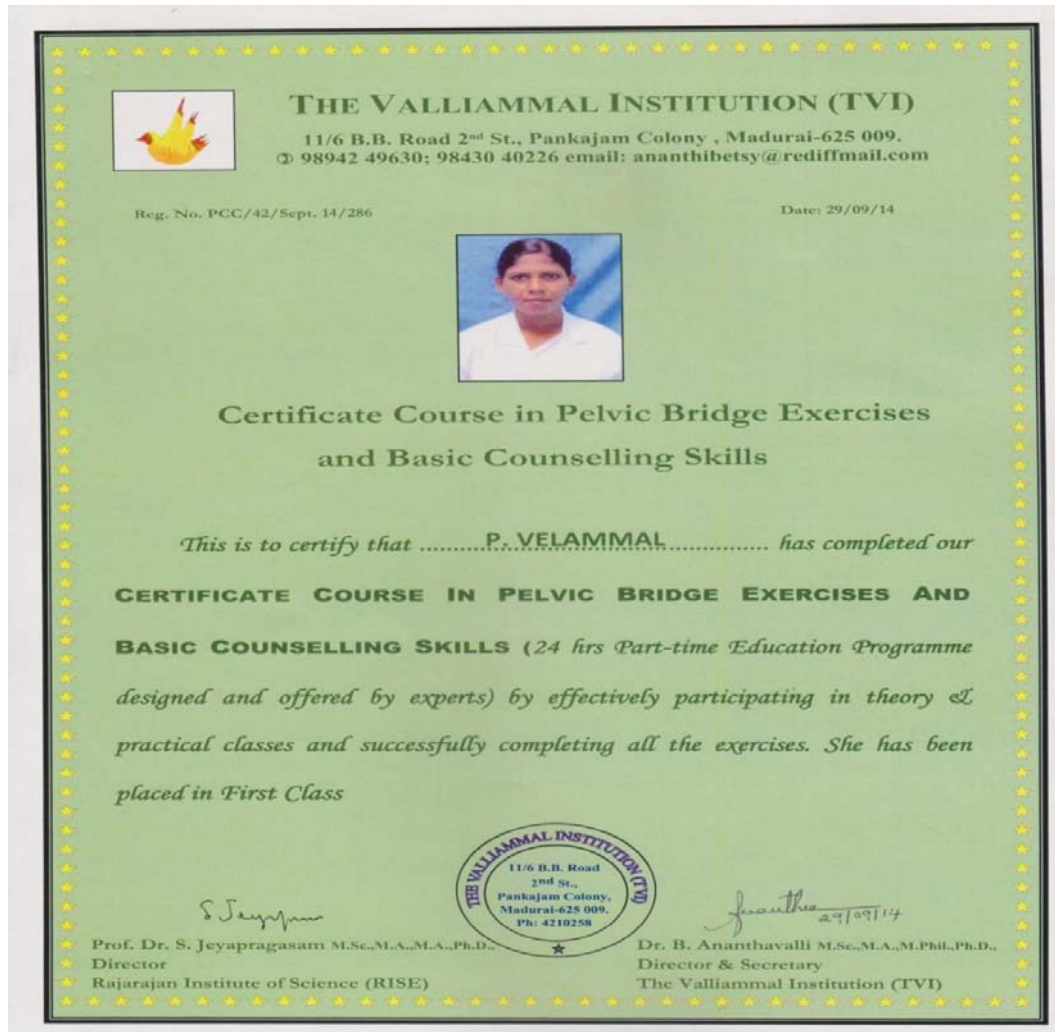 THE VALLIAMMAL INSTITUTION (TVI)
11/6 B.B. Road 2nd St., Pankajam Colony , Madurai-625 009.
✆ 98942 49630; 98430 40226 email: ananthibetsy@rediffmail.com
Reg. No. PCC/42/Sept. 14/286 Date: 29/09/14
Certificate Course in Pelvic Bridge Exercises
and Basic Counselling Skills
This is to certify that ..........P. VELAMMAL............... has completed our
CERTIFICATE COURSE IN PELVIC BRIDGE EXERCISES AND
BASIC COUNSELLING SKILLS (24 hrs Part-time Education Programme
designed and offered by experts) by effectively participating in theory &
practical classes and successfully completing all the exercises. She has been
placed in First Class
THE VALLIAMMAL INSTITUTION (TVI)
11/6 B.B. Road
2nd St.,
Pankajam Colony,
Madurai-625 009.
Ph: 4210258
29/09/14
Prof. Dr. S. Jeyapragasam M.Sc.,M.A.,M.A.,Ph.D.,
Director
Rajarajan Institute of Science (RISE)
Dr. B. Ananthavalli M.Sc.,M.A.,M.Phil.,Ph.D.,
Director & Secretary
The Valliammal Institution (TVI)